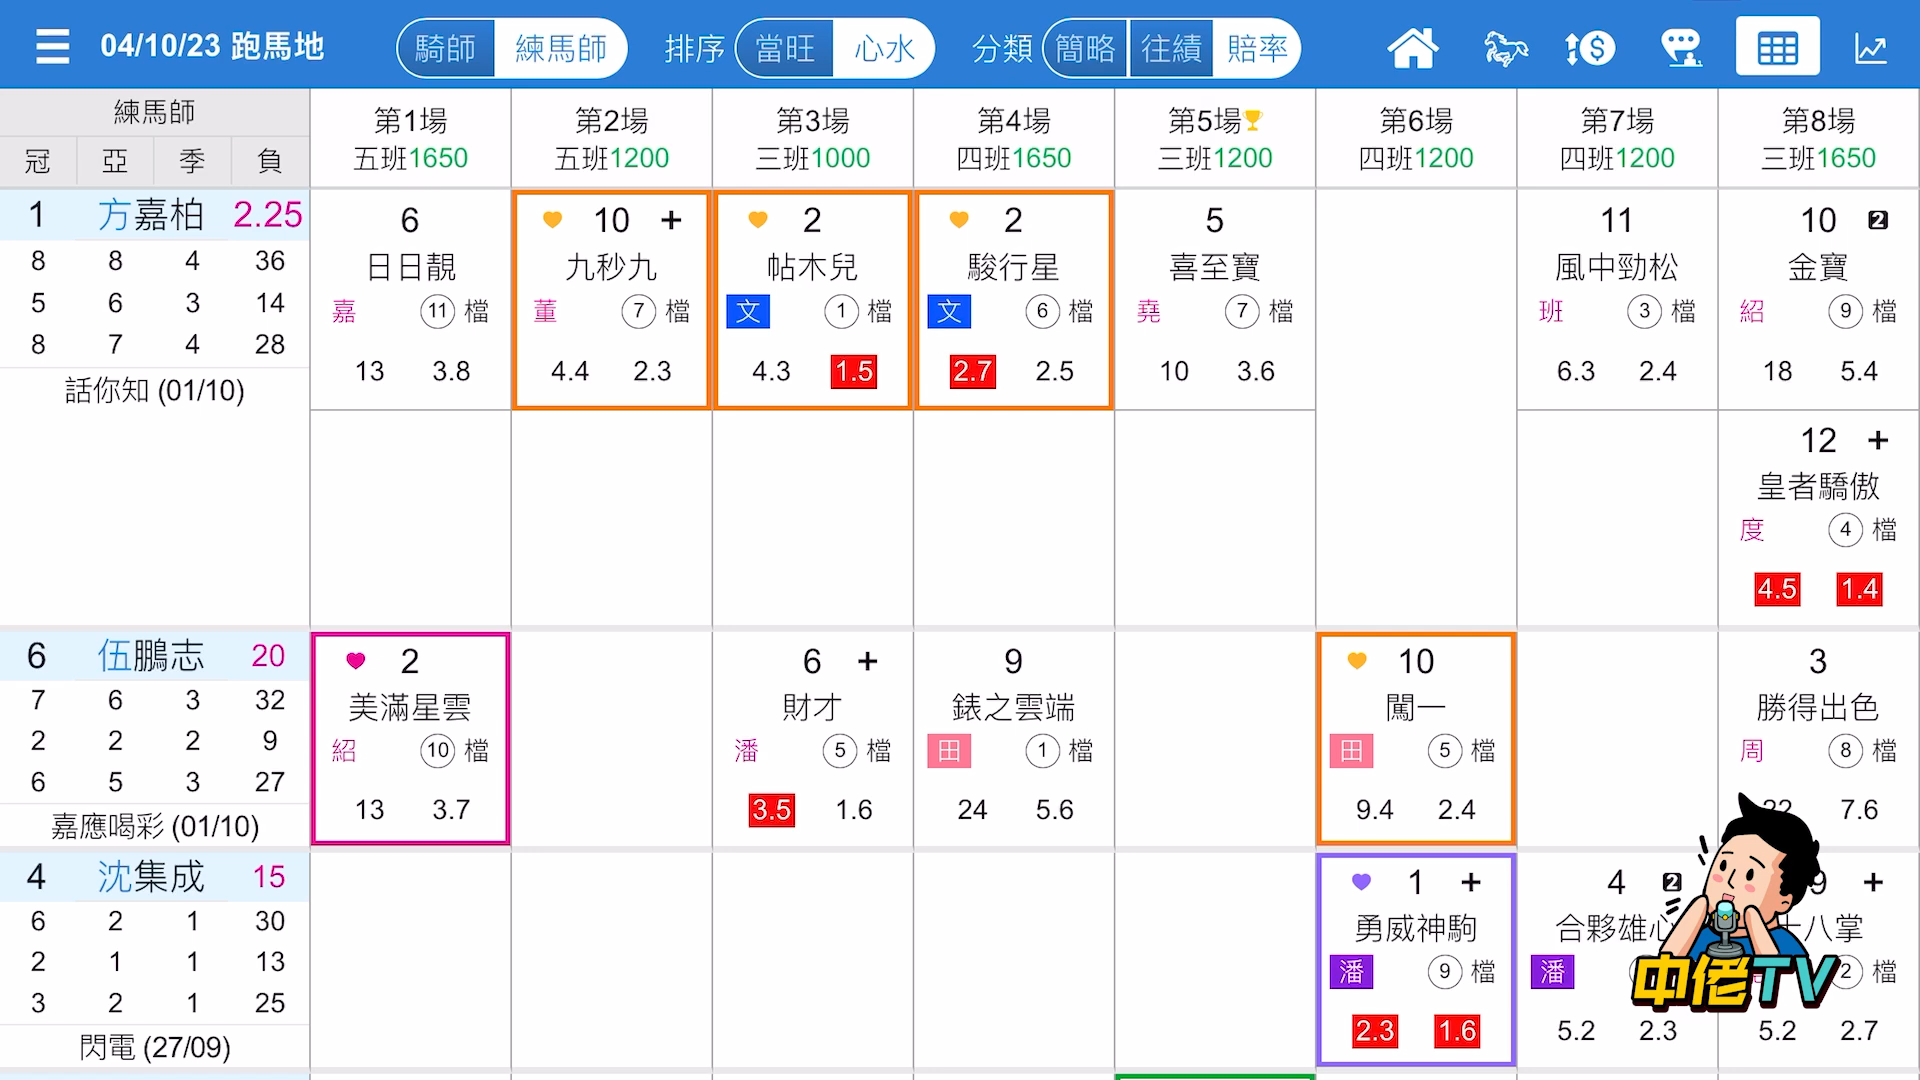 04/10/23 跑馬地 騎師 練馬師 排序 當旺 心水 分類 簡略 往績 賠率
練馬師
冠 亞 季 負
第1場 第2場 第3場 第4場 第5場 第6場 第7場 第8場
五班1650 五班1200 三班1000 四班1650 三班1200 四班1200 四班1200 三班1650
1 方嘉柏 2.25
8 8 4 36
5 6 3 14
8 7 4 28
話你知 (01/10)
6
日日靚
嘉 11 檔
13 3.8
10 +
九秒九
董 7 檔
4.4 2.3
2
帖木兒
文 1 檔
4.3 1.5
2
駿行星
文 6 檔
2.7 2.5
5
喜至寶
堯 7 檔
10 3.6
11
風中勁松
班 3 檔
6.3 2.4
10 2
金寶
紹 9 檔
18 5.4
12 +
皇者驕傲
度 4 檔
4.5 1.4
6 伍鵬志 20
7 6 3 32
2 2 2 9
6 5 3 27
嘉應喝彩 (01/10)
2
美滿星雲
紹 10 檔
13 3.7
6 +
財才
潘 5 檔
3.5 1.6
9
錶之雲端
田 1 檔
24 5.6
10
闖一
田 5 檔
9.4 2.4
3
勝得出色
周 8 檔
7.6
4 沈集成 15
6 2 1 30
2 1 1 13
3 2 1 25
閃電 (27/09)
1 +
勇威神駒
潘 9 檔
2.3 1.6
4 2
合夥雄心
潘
5.2 2.3
9 +
十八掌
2 檔
5.2 2.7
中佬TV